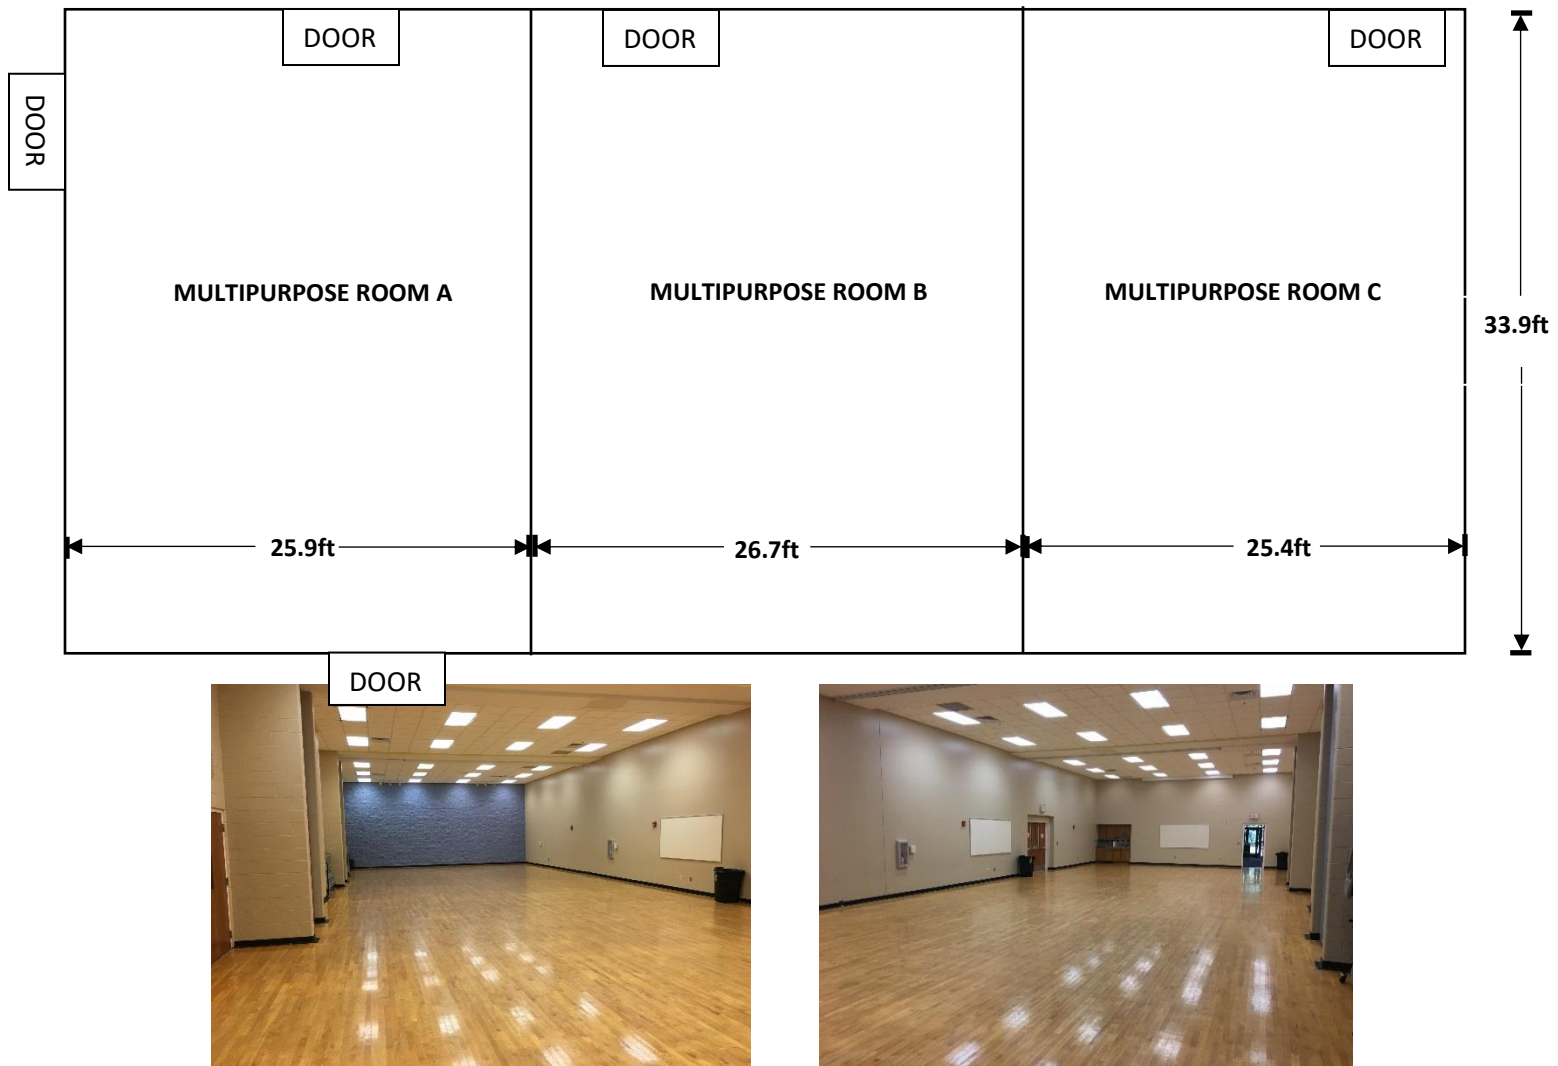 DOOR
DOOR
DOOR
DOOR
MULTIPURPOSE ROOM A
MULTIPURPOSE ROOM B
MULTIPURPOSE ROOM C
33.9ft
25.9ft
26.7ft
25.4ft
DOOR